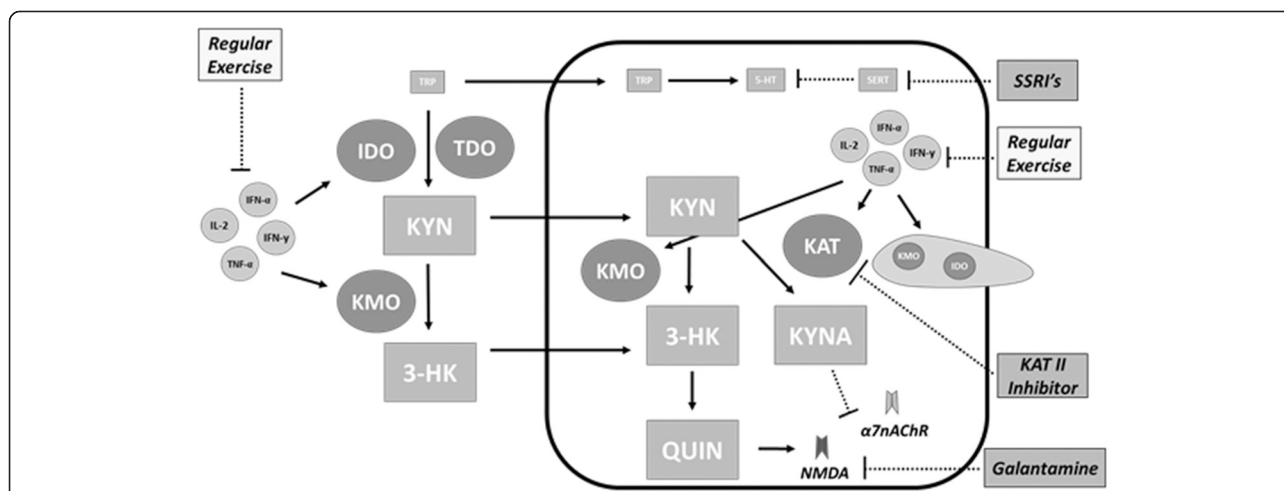 Regular
Exercise
TRP
TRP
5-HT
SERT
SSRI's
IDO
TDO
IFN-α
IL-2
IFN-γ
TNF-α
Regular
Exercise
IFN-α
IL-2
IFN-γ
TNF-α
KYN
KYN
KAT
KMO
IDO
KMO
KMO
3-HK
KYNA
3-HK
KAT II
Inhibitor
α7nAChR
QUIN
NMDA
Galantamine